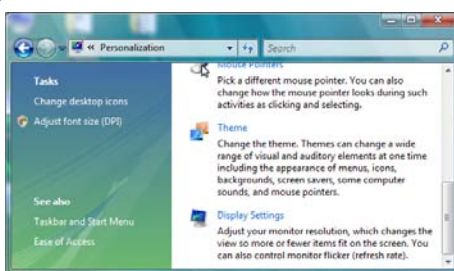 « Personalization
Search
Tasks
Change desktop icons
Adjust font size (DPI)
See also
Taskbar and Start Menu
Ease of Access
Mouse Pointers
Pick a different mouse pointer. You can also
change how the mouse pointer looks during such
activities as clicking and selecting.
Theme
Change the theme. Themes can change a wide
range of visual and auditory elements at one time
including the appearance of menus, icons,
backgrounds, screen savers, some computer
sounds, and mouse pointers.
Display Settings
Adjust your monitor resolution, which changes the
view so more or fewer items fit on the screen. You
can also control monitor flicker (refresh rate).